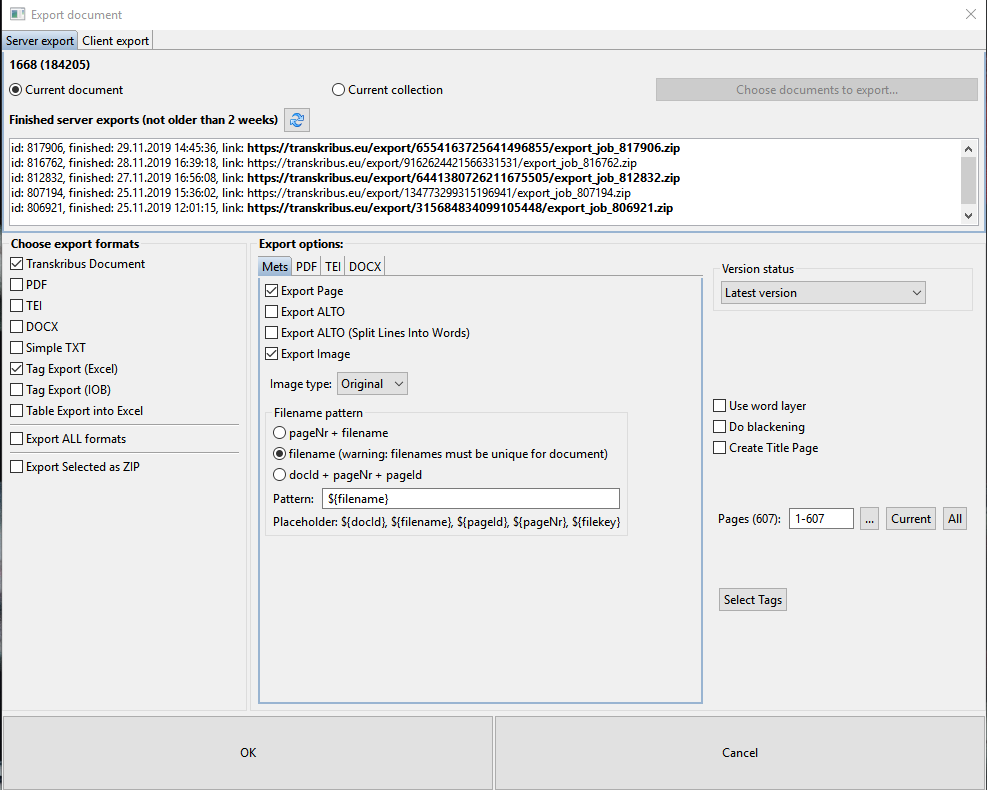 Export document
Server export Client export
1668 (184205)
Current document Current collection Choose documents to export...
Finished server exports (not older than 2 weeks)
id: 817906, finished: 29.11.2019 14:45:36, link: https://transkribus.eu/export/6554163725641496855/export_job_817906.zip
id: 816762, finished: 28.11.2019 16:39:18, link: https://transkribus.eu/export/916262442156633​1531/export_job_816762.zip
id: 812832, finished: 27.11.2019 16:56:08, link: https://transkribus.eu/export/6441380726211675505/export_job_812832.zip
id: 807194, finished: 25.11.2019 15:36:02, link: https://transkribus.eu/export/134773299315196941/export_job_807194.zip
id: 806921, finished: 25.11.2019 12:01:15, link: https://transkribus.eu/export/315684834099105448/export_job_806921.zip
Choose export formats
Transkribus Document
PDF
TEI
DOCX
Simple TXT
Tag Export (Excel)
Tag Export (IOB)
Table Export into Excel
Export ALL formats
Export Selected as ZIP
Export options:
Mets PDF TEI DOCX
Export Page
Export ALTO
Export ALTO (Split Lines Into Words)
Export Image
Image type: Original
Filename pattern
pageNr + filename
filename (warning: filenames must be unique for document)
docId + pageNr + pageId
Pattern: ${filename}
Placeholder: ${docId}, ${filename}, ${pageId}, ${pageNr}, ${filekey}
Version status
Latest version
Use word layer
Do blackening
Create Title Page
Pages (607): 1-607 ... Current All
Select Tags
OK Cancel